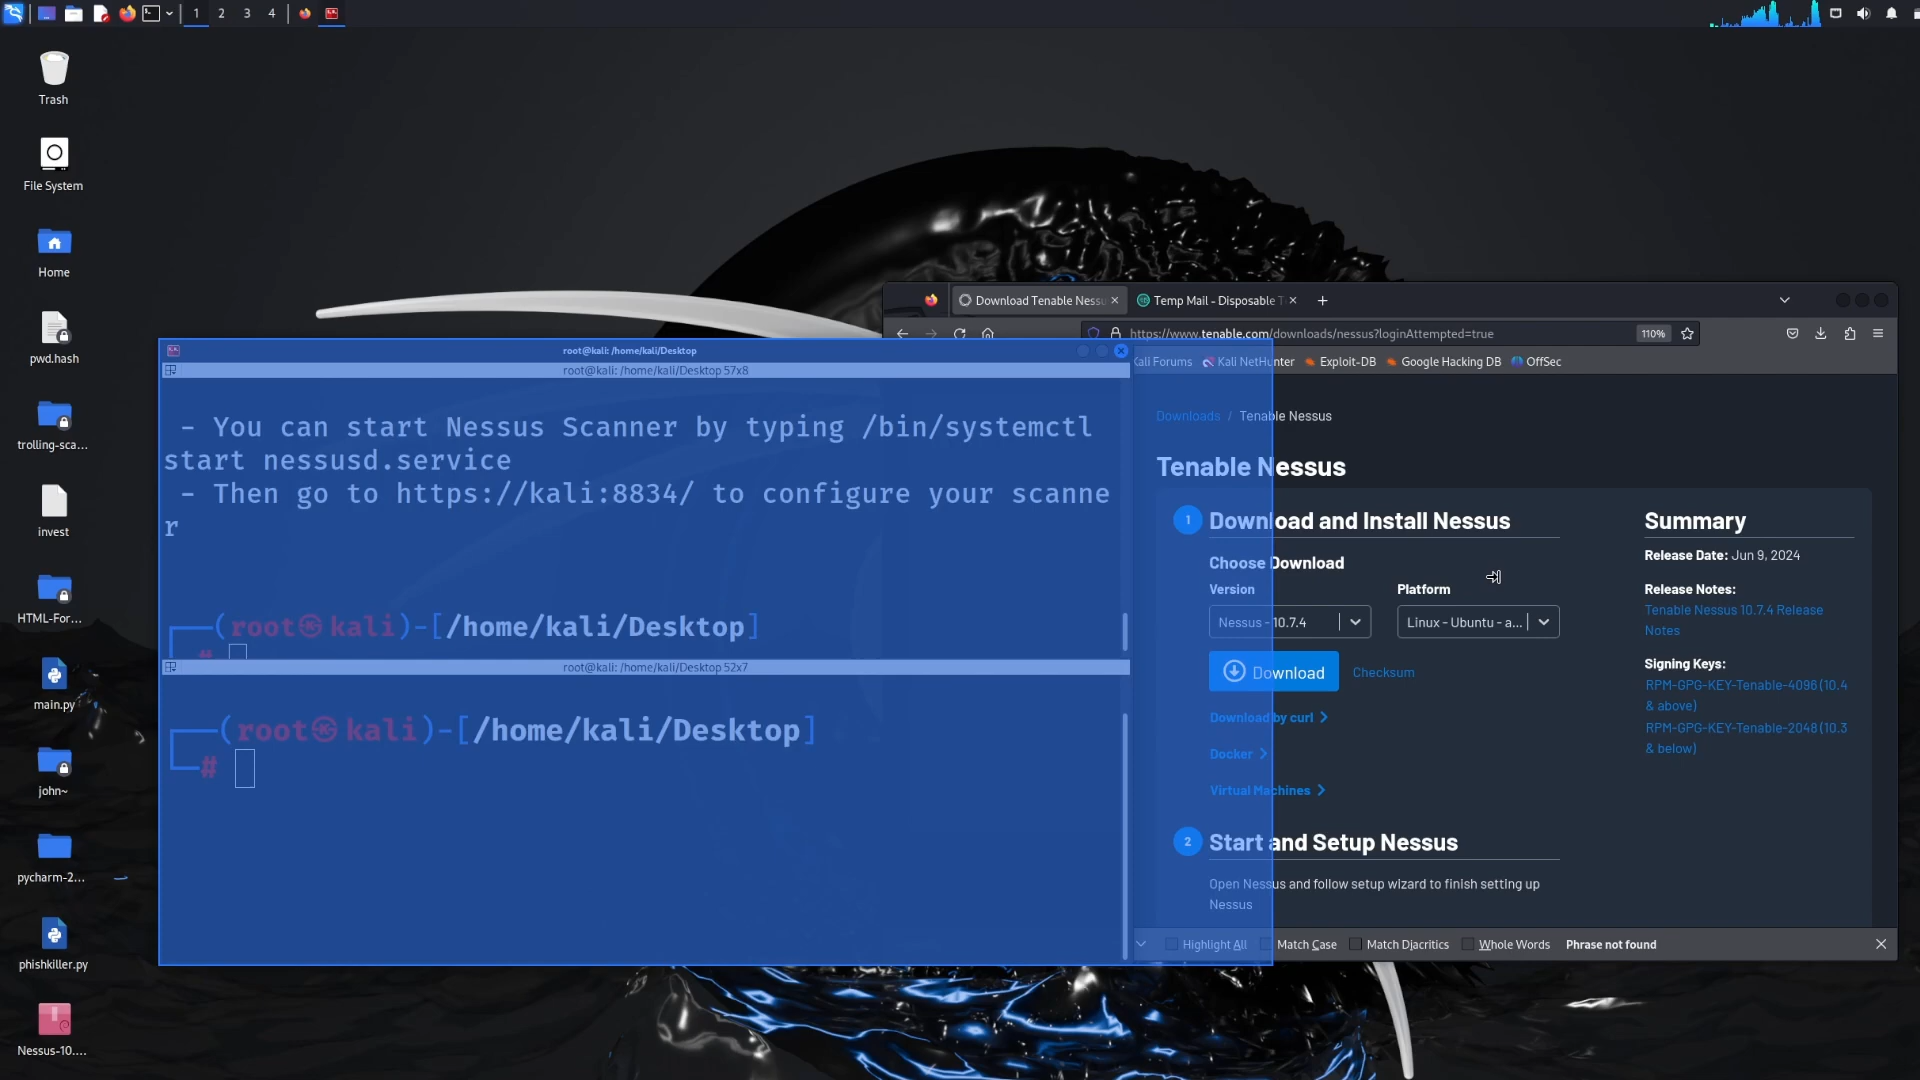 1 2 3 4
Trash
File System
Home
pwd.hash
trolling-sca...
invest
HTML-For...
main.py
john~
pycharm-2...
phishkiller.py
Nessus-10....
Download Tenable Nessu
Temp Mail - Disposable T
https://www.tenable.com/downloads/nessus?loginAttempted=true
110%
Kali Forums
Kali NetHunter
Exploit-DB
Google Hacking DB
OffSec
root@kali: /home/kali/Desktop
root@kali: /home/kali/Desktop 57x8
- You can start Nessus Scanner by typing /bin/systemctl
start nessusd.service
- Then go to https://kali:8834/ to configure your scanne
r
(root㉿kali)-[/home/kali/Desktop]
#
root@kali: /home/kali/Desktop 52x7
(root㉿kali)-[/home/kali/Desktop]
#
Downloads / Tenable Nessus
Tenable Nessus
1 Download and Install Nessus
Choose Download
Version
Platform
Nessus - 10.7.4
Linux - Ubuntu - a...
Download
Checksum
Download by curl
Docker
Virtual Machines
2 Start and Setup Nessus
Open Nessus and follow setup wizard to finish setting up
Nessus
Summary
Release Date: Jun 9, 2024
Release Notes:
Tenable Nessus 10.7.4 Release
Notes
Signing Keys:
RPM-GPG-KEY-Tenable-4096 (10.4
& above)
RPM-GPG-KEY-Tenable-2048 (10.3
& below)
Highlight All
Match Case
Match Diacritics
Whole Words
Phrase not found